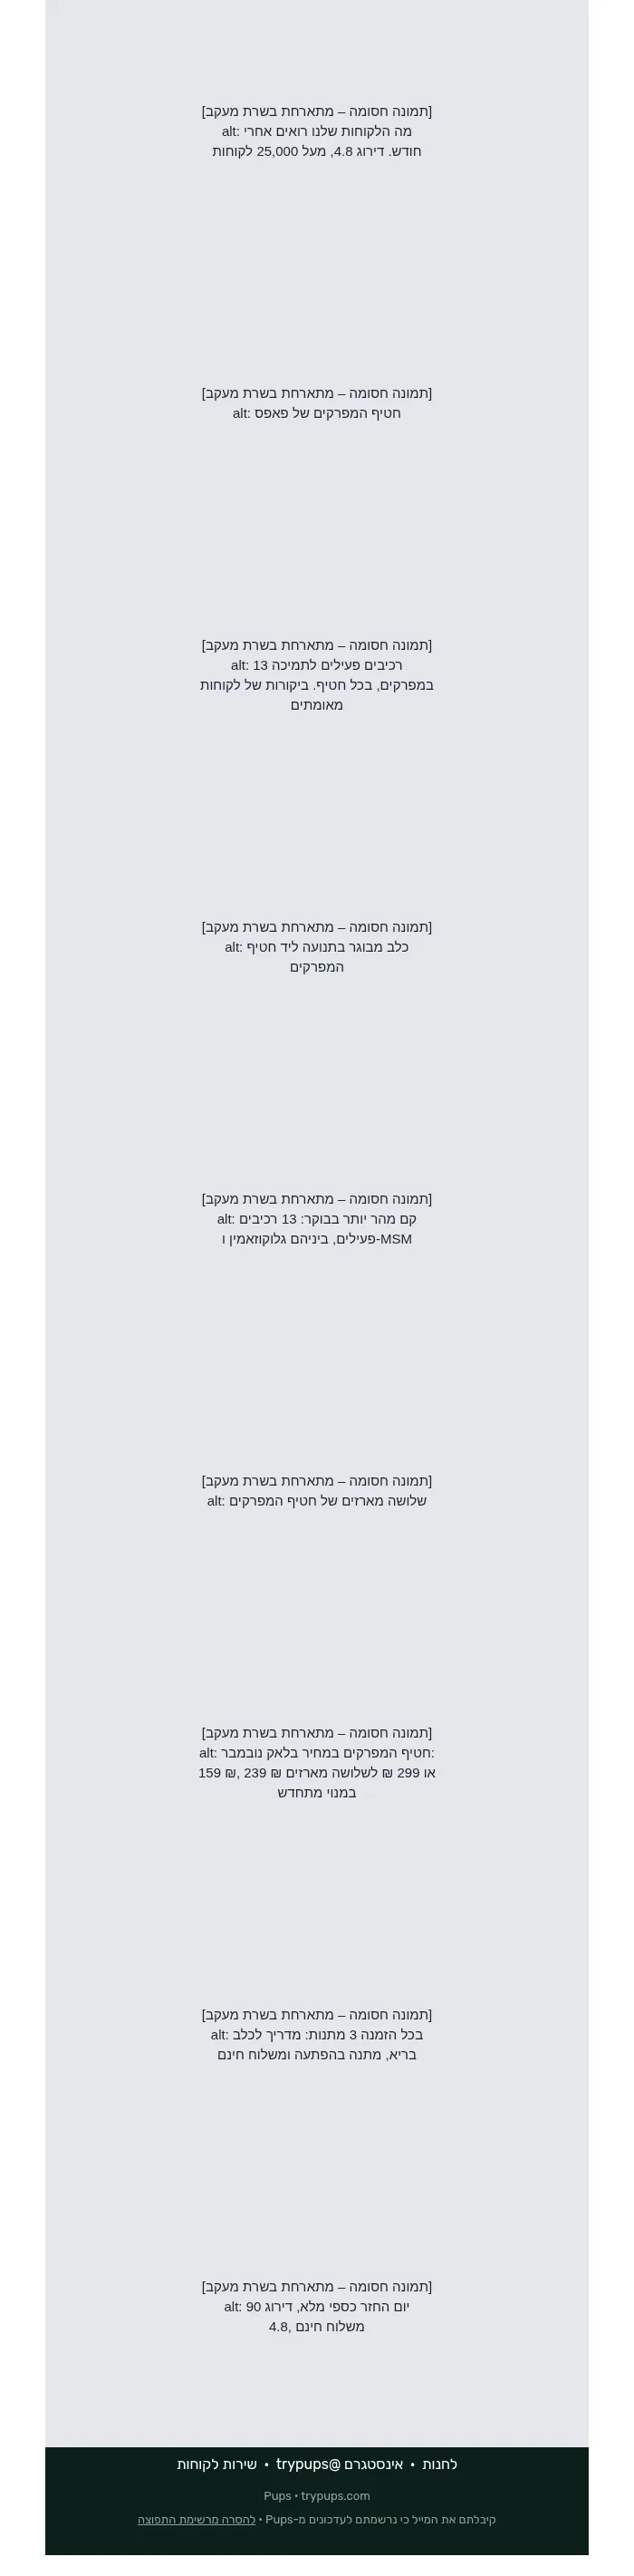 [תמונה חסומה – מתארחת בשרת מעקב]
alt: מה הלקוחות שלנו רואים אחרי
חודש. דירוג 4.8, מעל 25,000 לקוחות
[תמונה חסומה – מתארחת בשרת מעקב]
alt: חטיף המפרקים של פאפס
[תמונה חסומה – מתארחת בשרת מעקב]
alt: 13 רכיבים פעילים לתמיכה
במפרקים, בכל חטיף. ביקורות של לקוחות
מאומתים
[תמונה חסומה – מתארחת בשרת מעקב]
alt: כלב מבוגר בתנועה ליד חטיף
המפרקים
[תמונה חסומה – מתארחת בשרת מעקב]
alt: קם מהר יותר בבוקר: 13 רכיבים
פעילים, ביניהם גלוקוזאמין ו-MSM
[תמונה חסומה – מתארחת בשרת מעקב]
alt: שלושה מארזים של חטיף המפרקים
[תמונה חסומה – מתארחת בשרת מעקב]
alt: חטיף המפרקים במחיר בלאק נובמבר:
159 ₪, 239 ₪ לשלושה מארזים או 299 ₪
במנוי מתחדש
[תמונה חסומה – מתארחת בשרת מעקב]
alt: בכל הזמנה 3 מתנות: מדריך לכלב
בריא, מתנה בהפתעה ומשלוח חינם
[תמונה חסומה – מתארחת בשרת מעקב]
alt: 90 יום החזר כספי מלא, דירוג
4.8, משלוח חינם
לחנות • אינסטגרם @trypups • שירות לקוחות
Pups • trypups.com
קיבלתם את המייל כי נרשמתם לעדכונים מ-Pups • להסרה מרשימת התפוצה